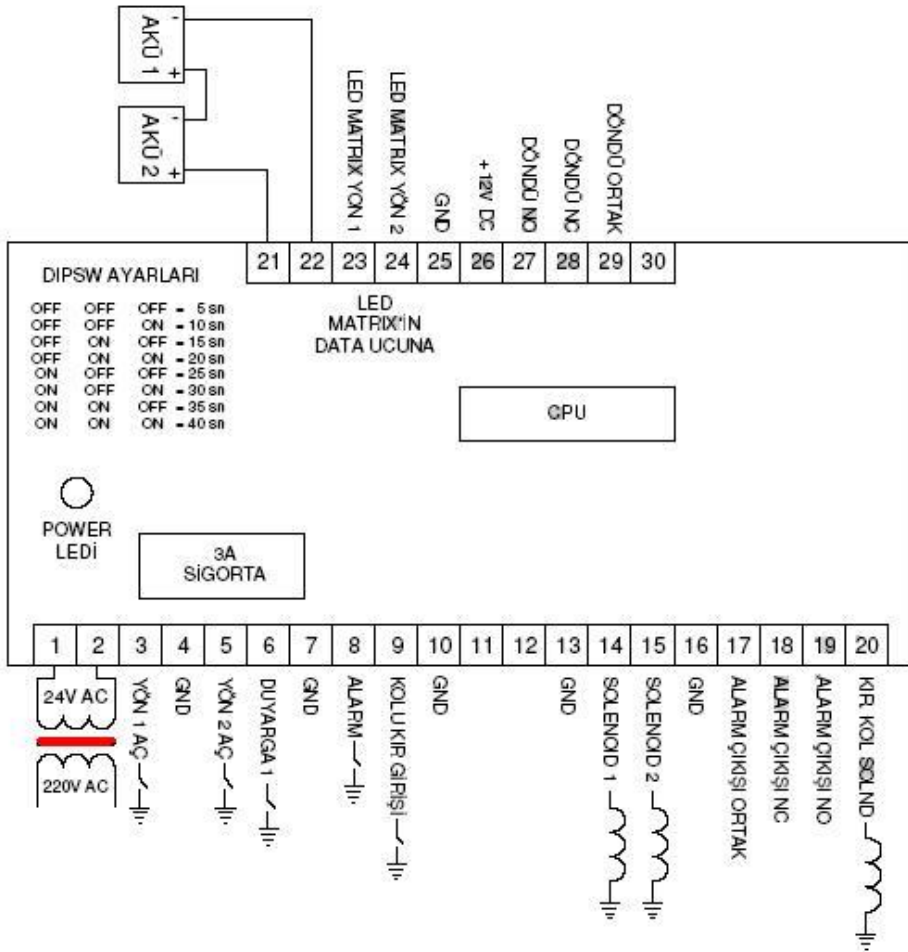 - AKÜ 1 +
- AKÜ 2 +
LED MATRIX YÖN 1
LED MATRIX YÖN 2
GND
+12V DC
DÖNDÜ NO
DÖNDÜ NC
DÖNDÜ ORTAK
21 22 23 24 25 26 27 28 29 30
DIPSW AYARLARI
OFF OFF OFF = 5 sn
OFF OFF ON = 10 sn
OFF ON OFF = 15 sn
OFF ON ON = 20 sn
ON OFF OFF = 25 sn
ON OFF ON = 30 sn
ON ON OFF = 35 sn
ON ON ON = 40 sn
LED
MATRIX'İN
DATA UCUNA
CPU
POWER
LEDİ
3A
SİGORTA
1 2 3 4 5 6 7 8 9 10 11 12 13 14 15 16 17 18 19 20
24V AC
220V AC
YÖN 1 AÇ
GND
YÖN 2 AÇ
DUYARGA 1
GND
ALARM
KOLU KIR GİRİŞİ
GND
GND
SOLENOID 1
SOLENOID 2
GND
ALARM ÇIKIŞI ORTAK
ALARM ÇIKIŞI NC
ALARM ÇIKIŞI NO
KIR. KOL SOLND